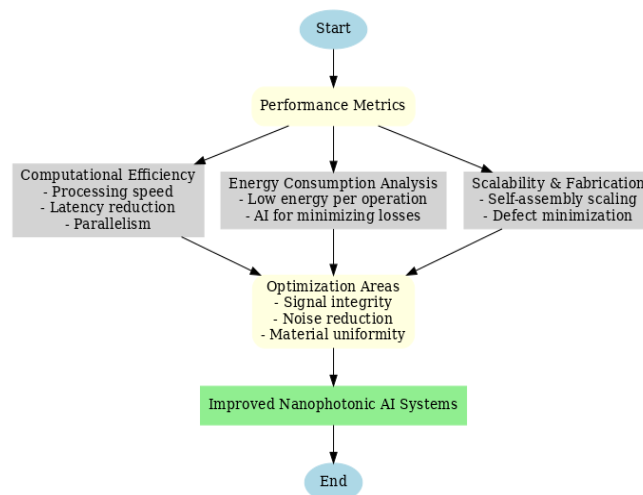 Start
Performance Metrics
Computational Efficiency
- Processing speed
- Latency reduction
- Parallelism
Energy Consumption Analysis
- Low energy per operation
- AI for minimizing losses
Scalability & Fabrication
- Self-assembly scaling
- Defect minimization
Optimization Areas
- Signal integrity
- Noise reduction
- Material uniformity
Improved Nanophotonic AI Systems
End